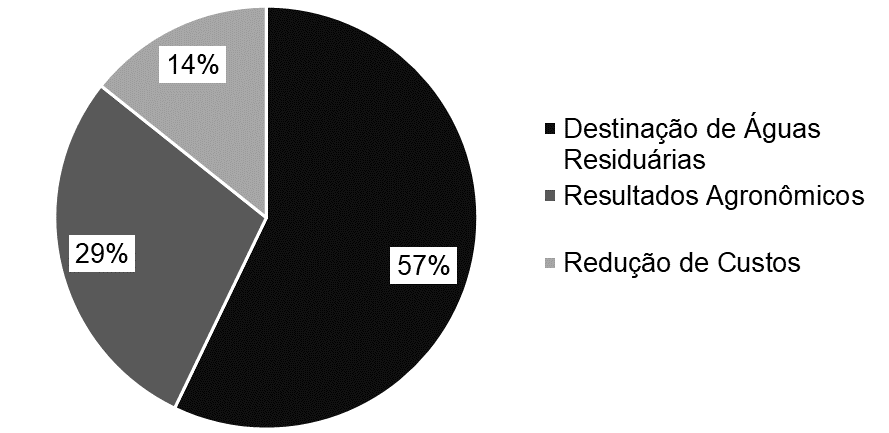 14%
29%
57%
Destinação de Águas
Residuárias
Resultados Agronômicos
Redução de Custos